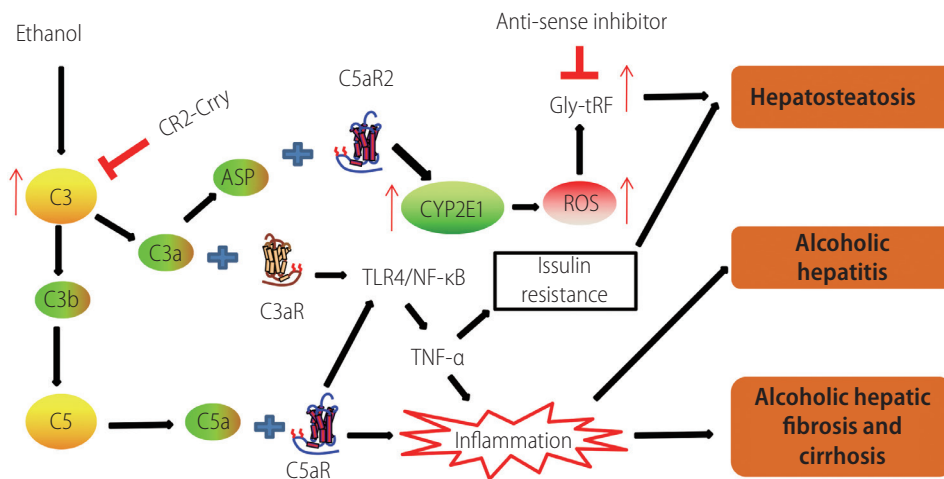 Ethanol
Anti-sense inhibitor
CR2-Crry
C5aR2
Gly-tRF
Hepatosteatosis
C3
ASP
CYP2E1
ROS
C3a
C3aR
TLR4/NF-κB
Issulin
resistance
Alcoholic
hepatitis
C3b
TNF-α
C5
C5a
C5aR
Inflammation
Alcoholic hepatic
fibrosis and
cirrhosis